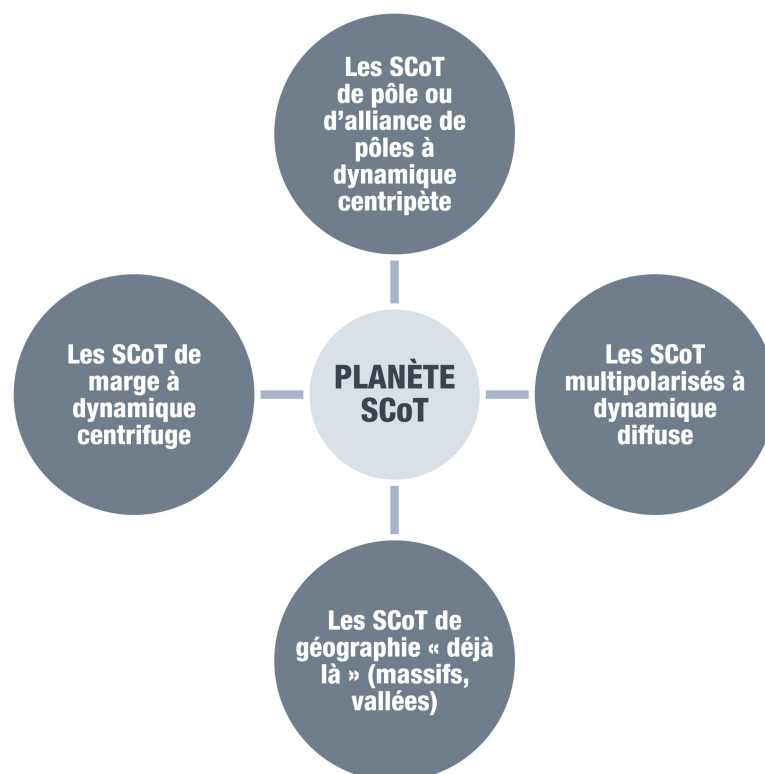 Les SCoT
de pôle ou
d'alliance de
pôles à
dynamique
centripète
Les SCoT de
marge à
dynamique
centrifuge
PLANÈTE
SCoT
Les SCoT
multipolarisés à
dynamique
diffuse
Les SCoT de
géographie « déjà
là » (massifs,
vallées)